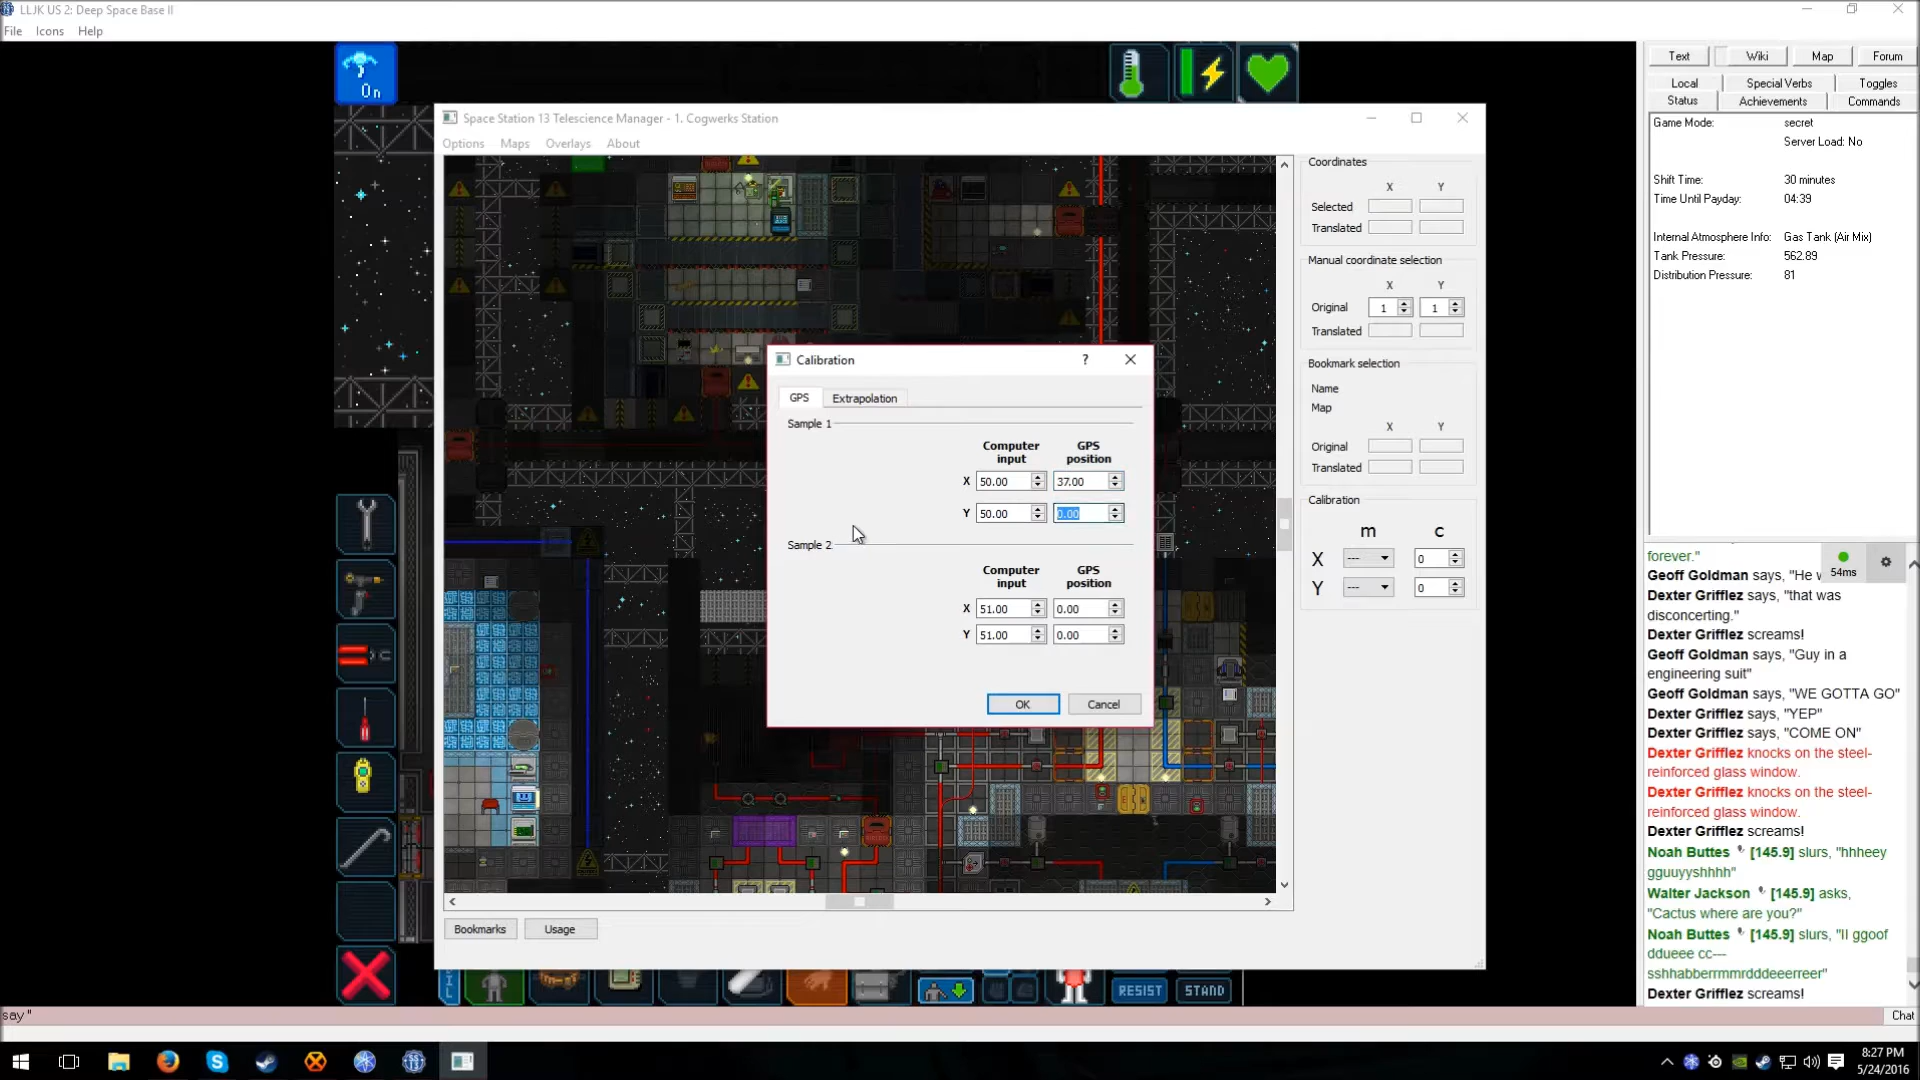 LLJK US 2: Deep Space Base II
File Icons Help
On
Space Station 13 Telescience Manager - 1. Cogwerks Station
Options Maps Overlays About
Calibration
?
GPS Extrapolation
Sample 1
Computer input GPS position
X 50.00 37.00
Y 50.00 0.00
Sample 2
Computer input GPS position
X 51.00 0.00
Y 51.00 0.00
OK Cancel
Coordinates
X Y
Selected
Translated
Manual coordinate selection
X Y
Original 1 1
Translated
Bookmark selection
Name
Map
X Y
Original
Translated
Calibration
m c
X --- 0
Y --- 0
Bookmarks Usage
RESIST STAND
Text Wiki Map Forum
Local Special Verbs Toggles
Status Achievements Commands
Game Mode: secret
Server Load: No
Shift Time: 30 minutes
Time Until Payday: 04:39
Internal Atmosphere Info: Gas Tank (Air Mix)
Tank Pressure: 562.89
Distribution Pressure: 81
forever."
54ms
Geoff Goldman says, "He w
Dexter Grifflez says, "that was
disconcerting."
Dexter Grifflez screams!
Geoff Goldman says, "Guy in a
engineering suit"
Geoff Goldman says, "WE GOTTA GO"
Dexter Grifflez says, "YEP"
Dexter Grifflez says, "COME ON"
Dexter Grifflez knocks on the steel-
reinforced glass window.
Dexter Grifflez knocks on the steel-
reinforced glass window.
Dexter Grifflez screams!
Noah Buttes [145.9] slurs, "hhheey
gguuyyshhhh"
Walter Jackson [145.9] asks,
"Cactus where are you?"
Noah Buttes [145.9] slurs, "II ggoof
ddueee cc---
sshhabberrmmrdddeeerreer"
Dexter Grifflez screams!
say "
Chat
8:27 PM
5/24/2016